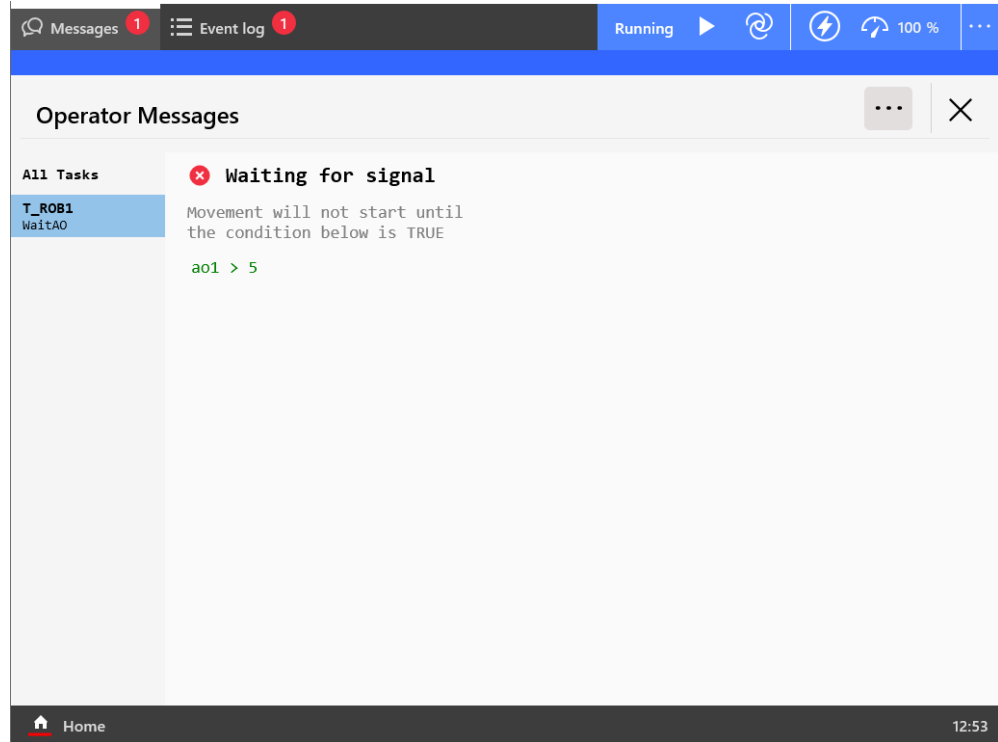 Messages 1 Event log 1 Running 100 % ...
Operator Messages ...
All Tasks
T_ROB1
WaitAO
Waiting for signal
Movement will not start until
the condition below is TRUE
ao1 > 5
Home 12:53